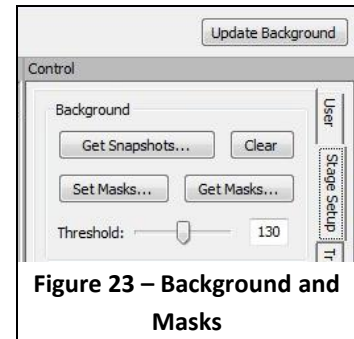 Update Background
Control
Background
User
Get Snapshots... Clear
Stage Setup
Set Masks... Get Masks...
Threshold: 130
Tr
Figure 23 – Background and
Masks